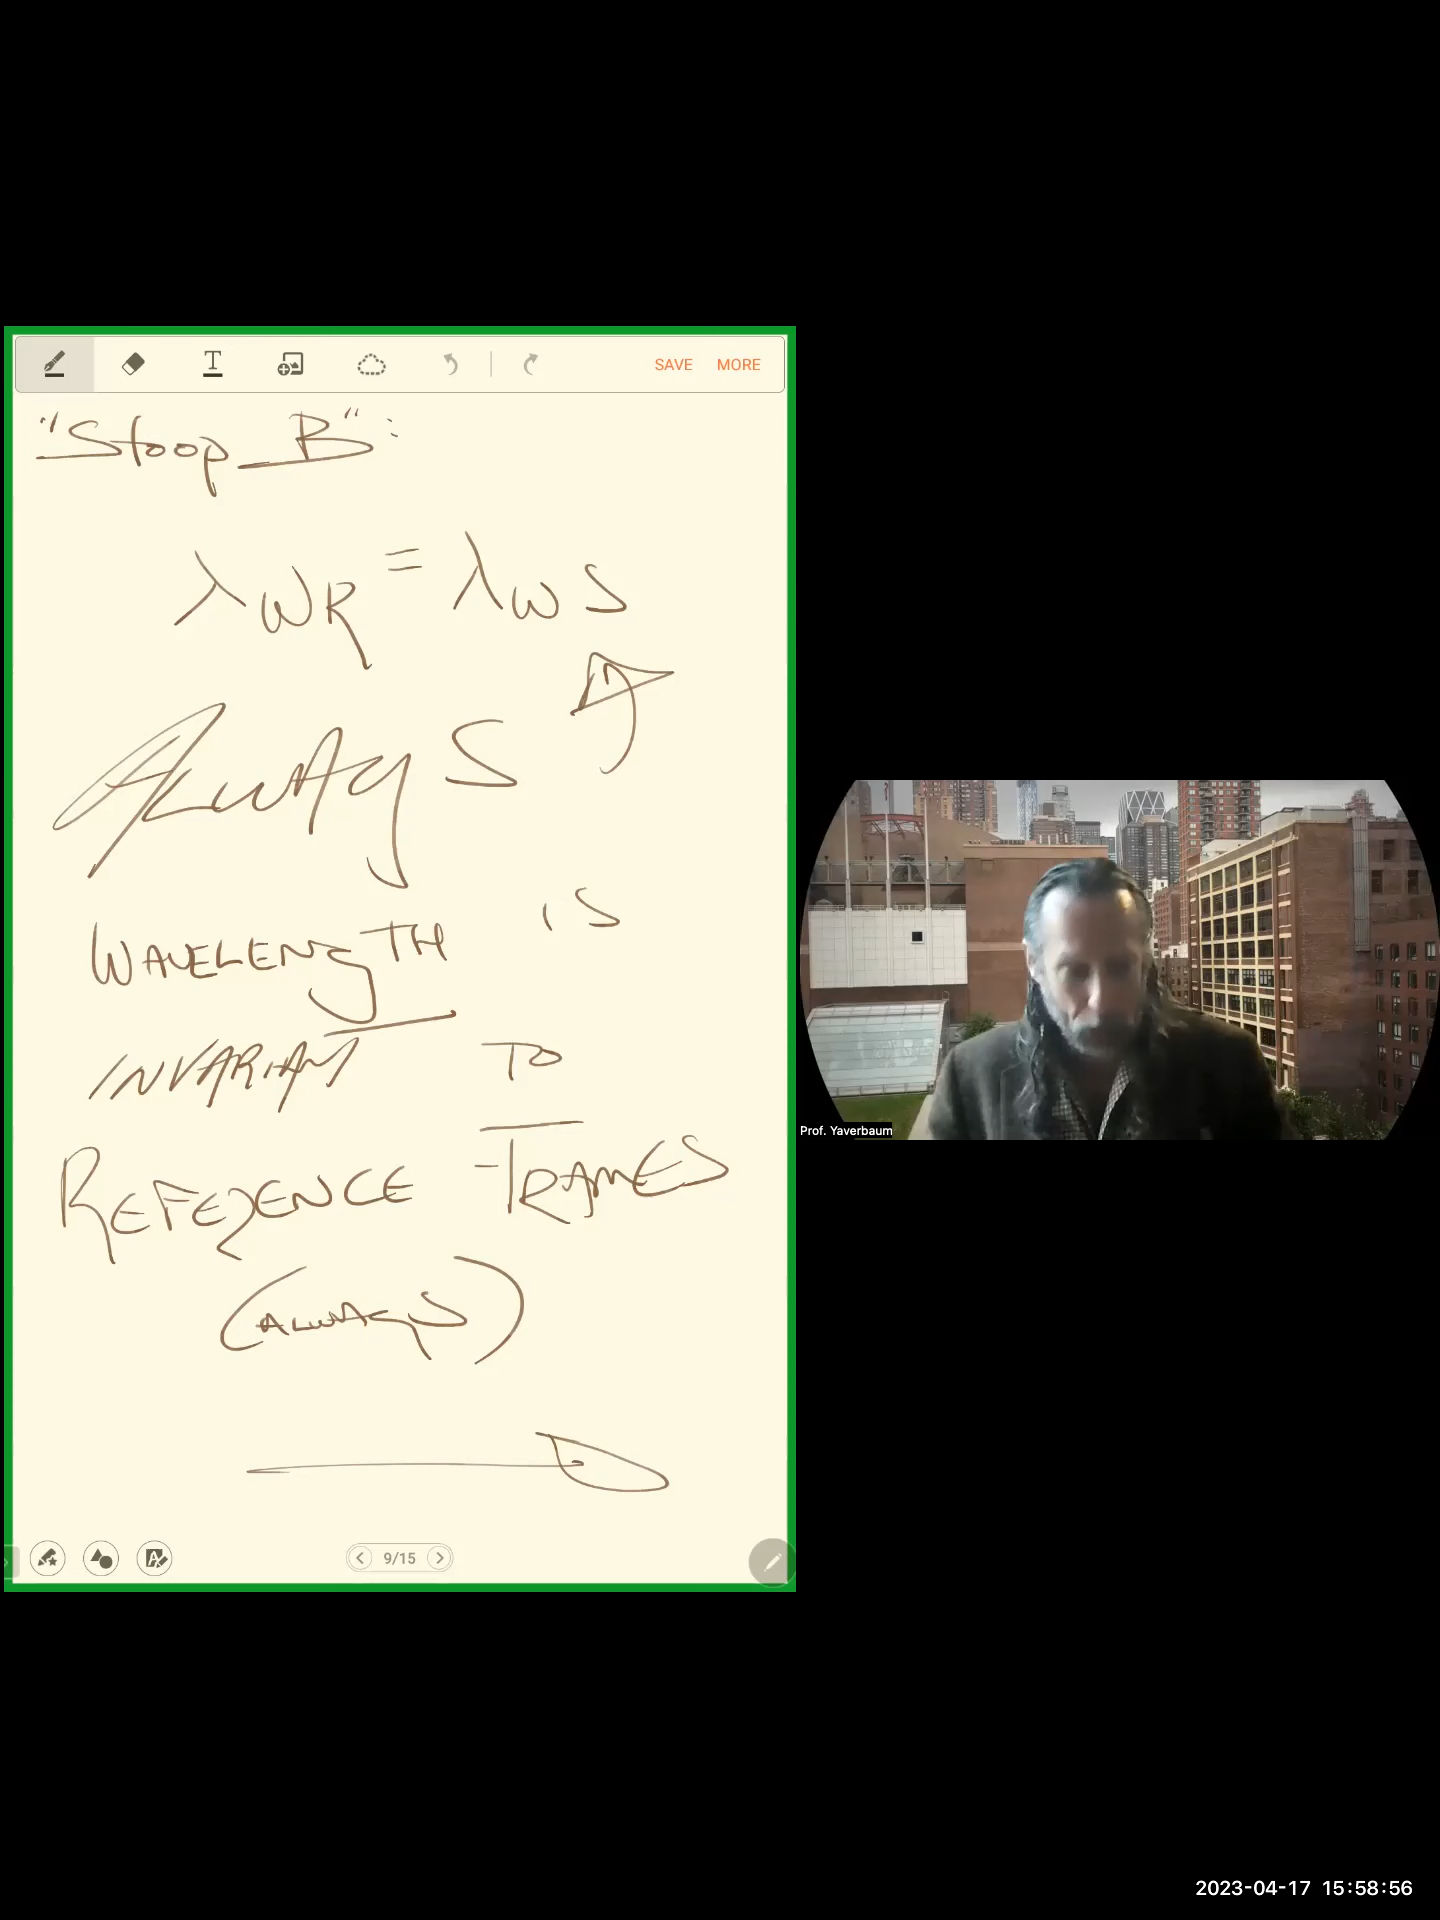 SAVE MORE
"Stoop B":
λWR = λWS
ALWAYS
WAVELENGTH IS
INVARIANT TO
REFERENCE FRAMES
(ALWAYS)
9/15
Prof. Yaverbaum
2023-04-17 15:58:56